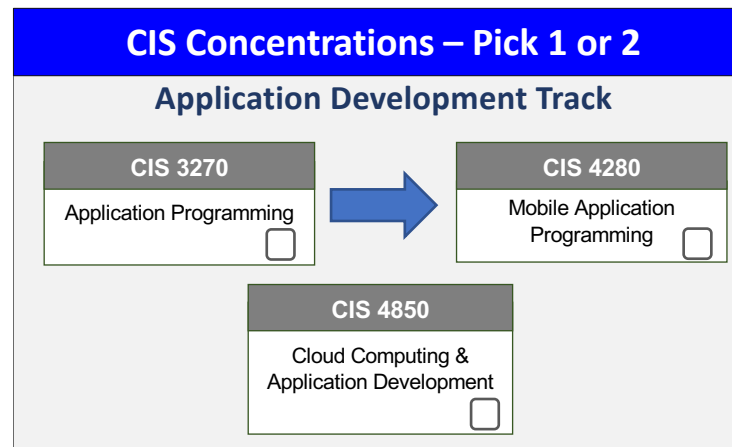 CIS Concentrations – Pick 1 or 2
Application Development Track
CIS 3270
Application Programming
CIS 4280
Mobile Application
Programming
CIS 4850
Cloud Computing &
Application Development